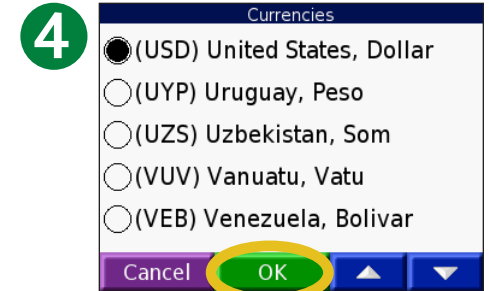 4
Currencies
(USD) United States, Dollar
(UYP) Uruguay, Peso
(UZS) Uzbekistan, Som
(VUV) Vanuatu, Vatu
(VEB) Venezuela, Bolivar
Cancel OK